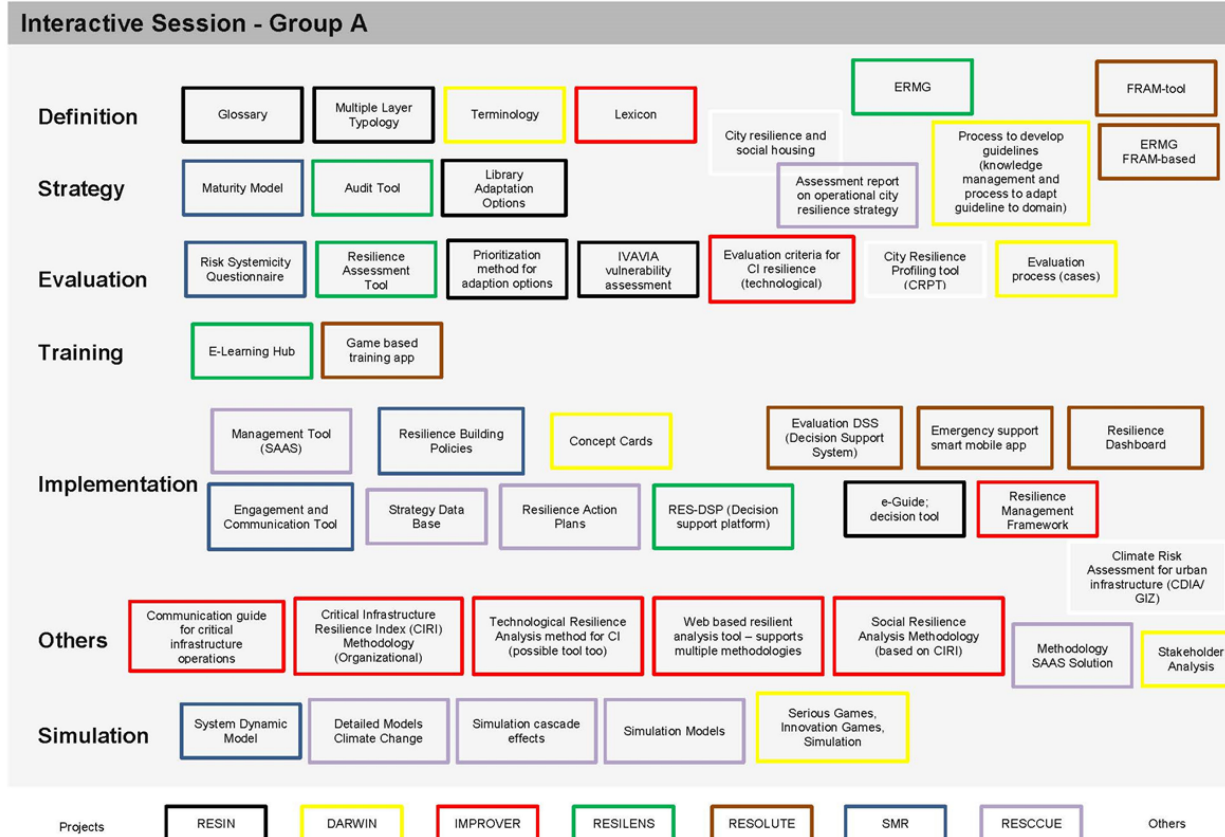 Interactive Session - Group A
Definition
Glossary
Multiple Layer
Typology
Terminology
Lexicon
City resilience and
social housing
ERMG
Process to develop
guidelines
(knowledge
management and
process to adapt
guideline to domain)
FRAM-tool
ERMG
FRAM-based
Strategy
Maturity Model
Audit Tool
Library
Adaptation
Options
Assessment report
on operational city
resilience strategy
Evaluation
Risk Systemicity
Questionnaire
Resilience
Assessment
Tool
Prioritization
method for
adaption options
IVAVIA
vulnerability
assessment
Evaluation criteria for
CI resilience
(technological)
City Resilience
Profiling tool
(CRPT)
Evaluation
process (cases)
Training
E-Learning Hub
Game based
training app
Implementation
Management Tool
(SAAS)
Resilience Building
Policies
Concept Cards
Evaluation DSS
(Decision Support
System)
Emergency support
smart mobile app
Resilience
Dashboard
Engagement and
Communication Tool
Strategy Data
Base
Resilience Action
Plans
RES-DSP (Decision
support platform)
e-Guide;
decision tool
Resilience
Management
Framework
Climate Risk
Assessment for urban
infrastructure (CDIA/
GIZ)
Others
Communication guide
for critical
infrastructure
operations
Critical Infrastructure
Resilience Index (CIRI)
Methodology
(Organizational)
Technological Resilience
Analysis method for CI
(possible tool too)
Web based resilient
analysis tool – supports
multiple methodologies
Social Resilience
Analysis Methodology
(based on CIRI)
Methodology
SAAS Solution
Stakeholder
Analysis
Simulation
System Dynamic
Model
Detailed Models
Climate Change
Simulation cascade
effects
Simulation Models
Serious Games,
Innovation Games,
Simulation
Projects
RESIN
DARWIN
IMPROVER
RESILENS
RESOLUTE
SMR
RESCCUE
Others